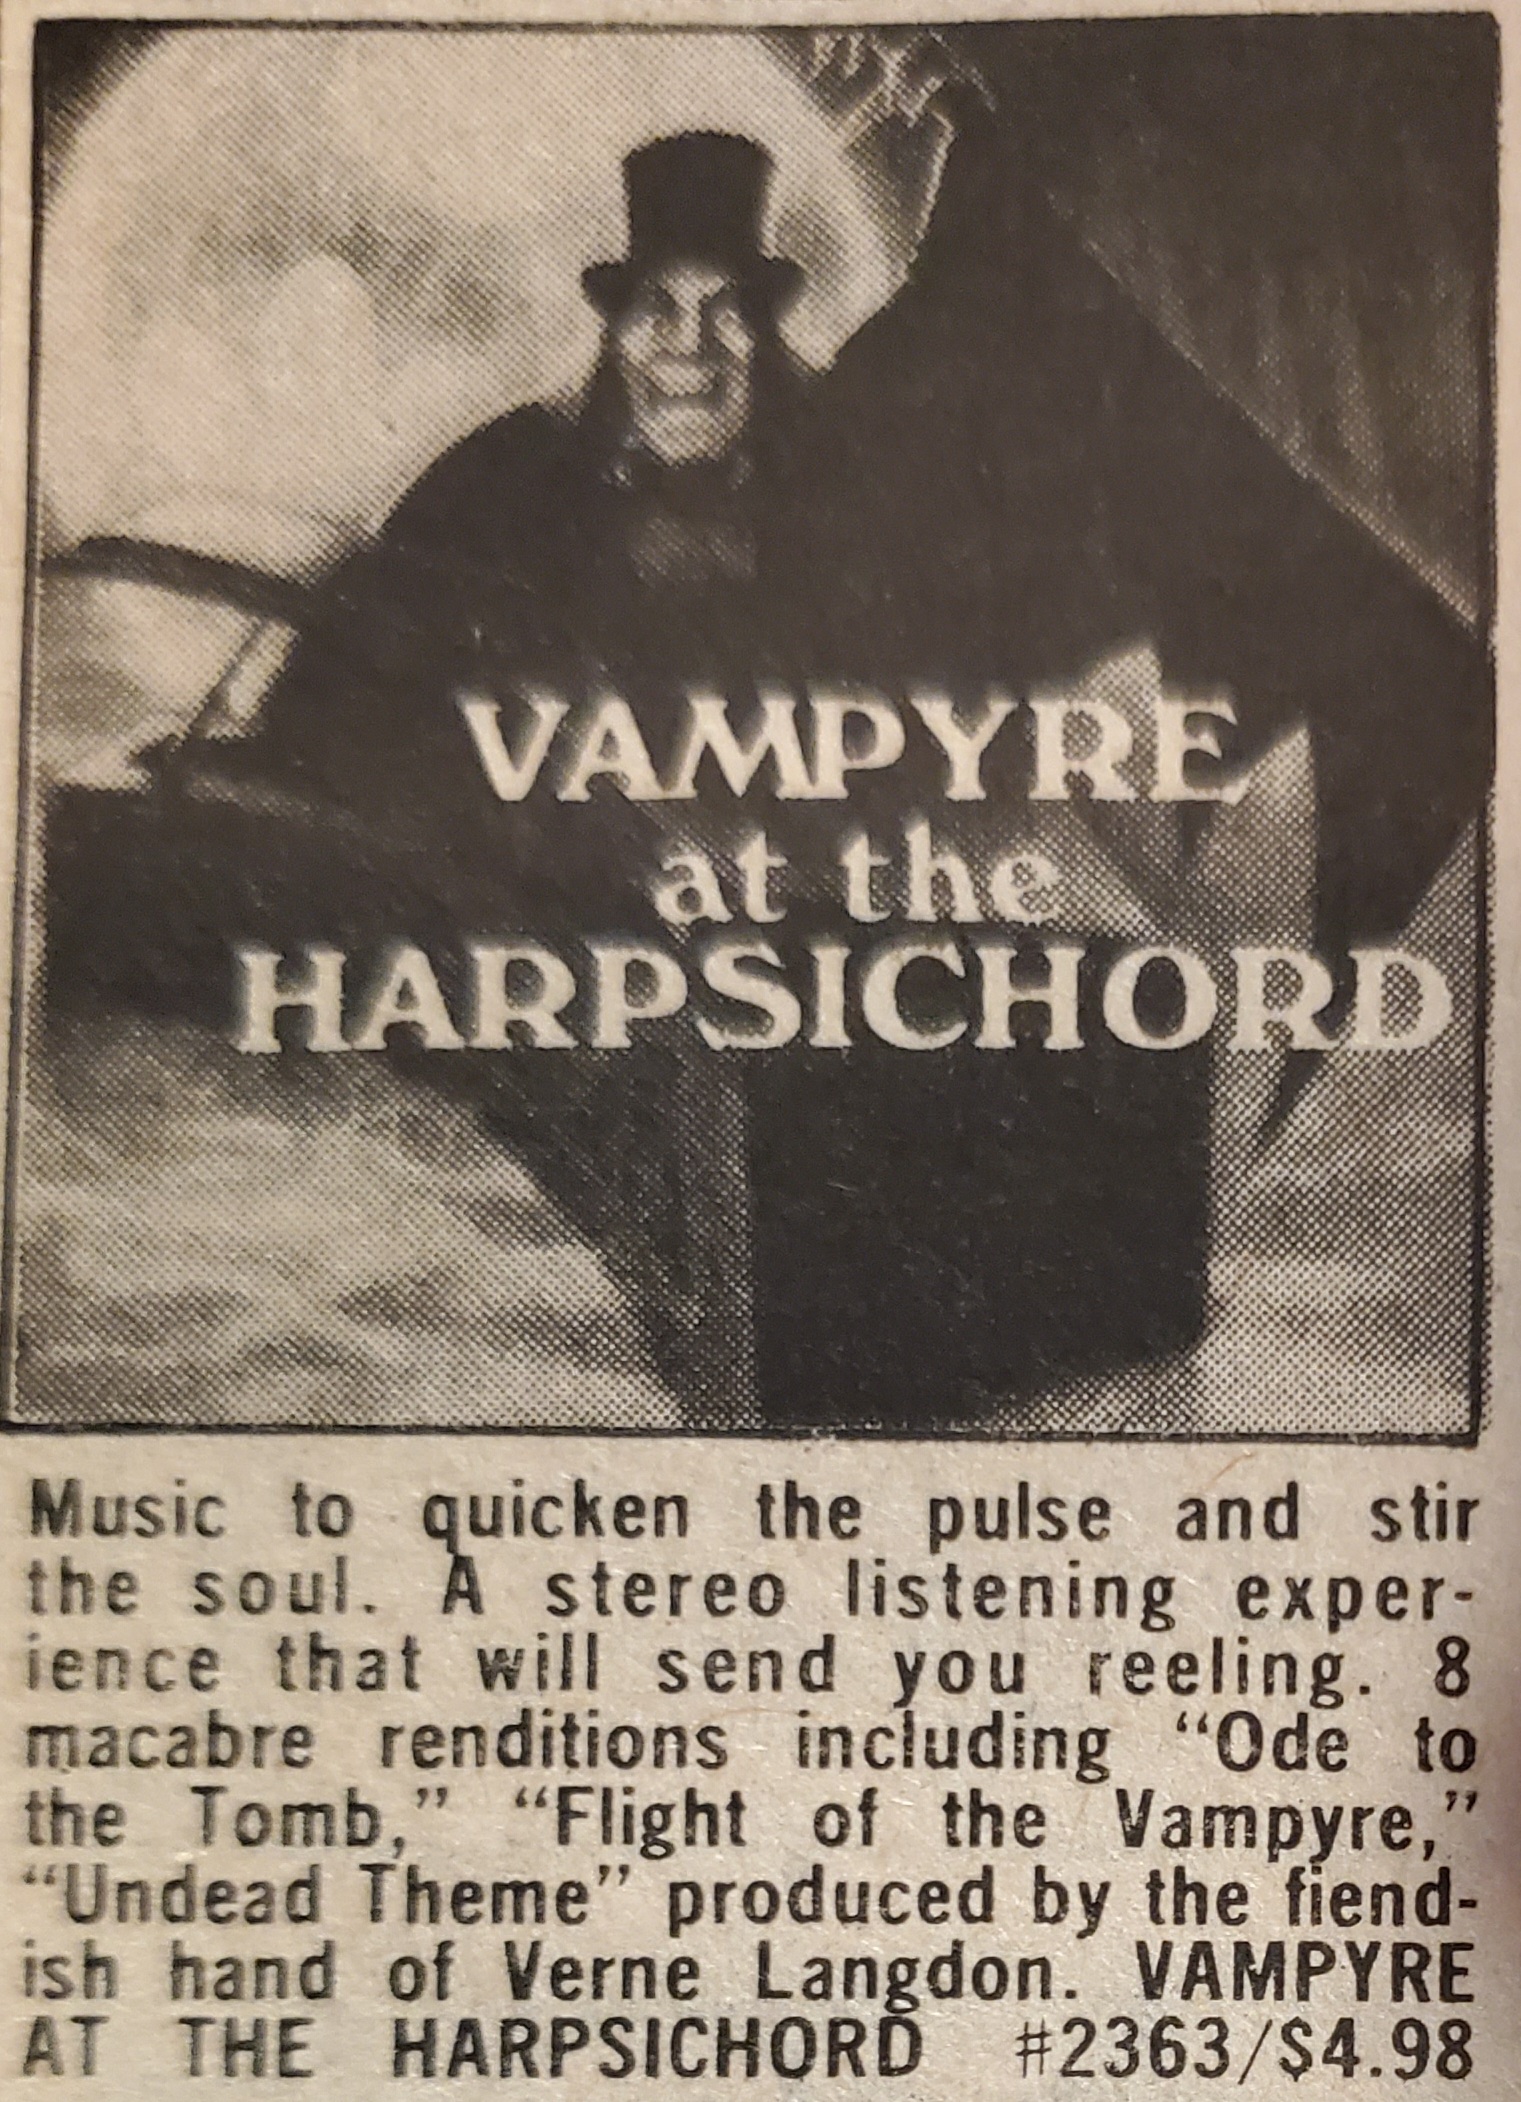 VAMPYRE
at the
HARPSICHORD
Music to quicken the pulse and stir
the soul. A stereo listening exper-
ience that will send you reeling. 8
macabre renditions including “Ode to
the Tomb,” “Flight of the Vampyre,”
“Undead Theme” produced by the fiend-
ish hand of Verne Langdon. VAMPYRE
AT THE HARPSICHORD #2363/$4.98